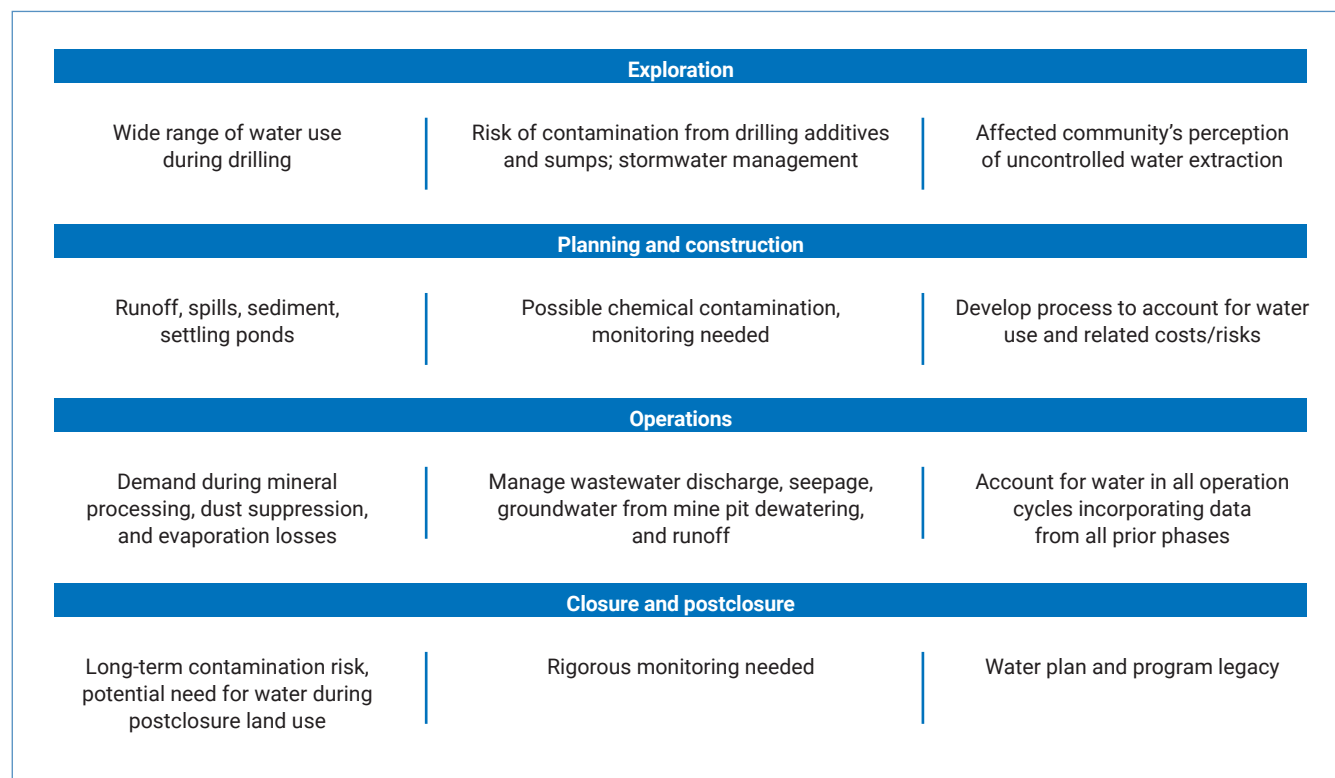 Exploration
Wide range of water use
during drilling
Risk of contamination from drilling additives
and sumps; stormwater management
Affected community's perception
of uncontrolled water extraction
Planning and construction
Runoff, spills, sediment,
settling ponds
Possible chemical contamination,
monitoring needed
Develop process to account for water
use and related costs/risks
Operations
Demand during mineral
processing, dust suppression,
and evaporation losses
Manage wastewater discharge, seepage,
groundwater from mine pit dewatering,
and runoff
Account for water in all operation
cycles incorporating data
from all prior phases
Closure and postclosure
Long-term contamination risk,
potential need for water during
postclosure land use
Rigorous monitoring needed
Water plan and program legacy